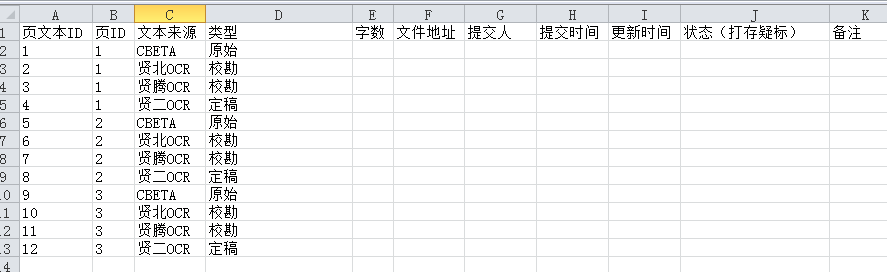 A B C D E F G H I J K
1 页文本ID 页ID 文本来源 类型 字数 文件地址 提交人 提交时间 更新时间 状态（打存疑标） 备注
2 1 1 CBETA 原始
3 2 1 贤北OCR 校勘
4 3 1 贤腾OCR 校勘
5 4 1 贤二OCR 定稿
6 5 2 CBETA 原始
7 6 2 贤北OCR 校勘
8 7 2 贤腾OCR 校勘
9 8 2 贤二OCR 定稿
10 9 3 CBETA 原始
11 10 3 贤北OCR 校勘
12 11 3 贤腾OCR 校勘
13 12 3 贤二OCR 定稿
14